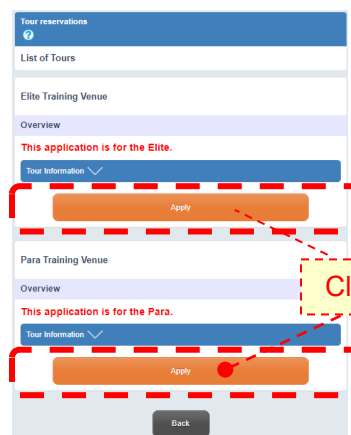 Tour reservations
?
List of Tours
Elite Training Venue
Overview
This application is for the Elite.
Tour Information
Apply
Para Training Venue
Cl
Overview
This application is for the Para.
Tour Information
Apply
Back